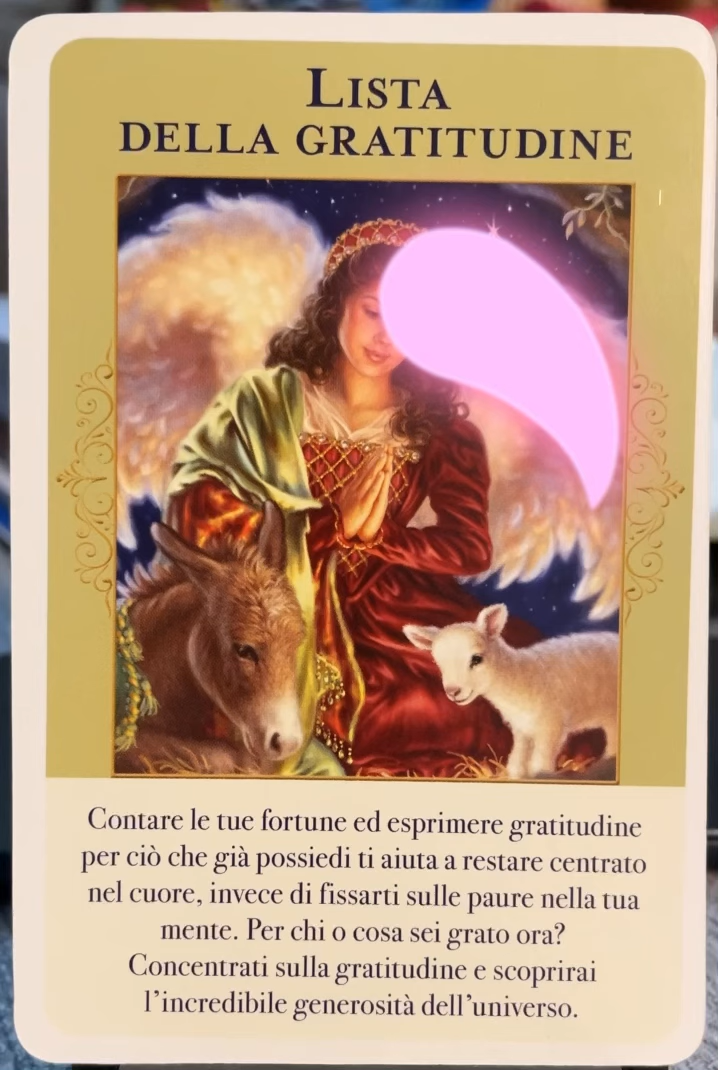 Lista
della gratitudine
Contare le tue fortune ed esprimere gratitudine
per ciò che già possiedi ti aiuta a restare centrato
nel cuore, invece di fissarti sulle paure nella tua
mente. Per chi o cosa sei grato ora?
Concentrati sulla gratitudine e scoprirai
l'incredibile generosità dell'universo.